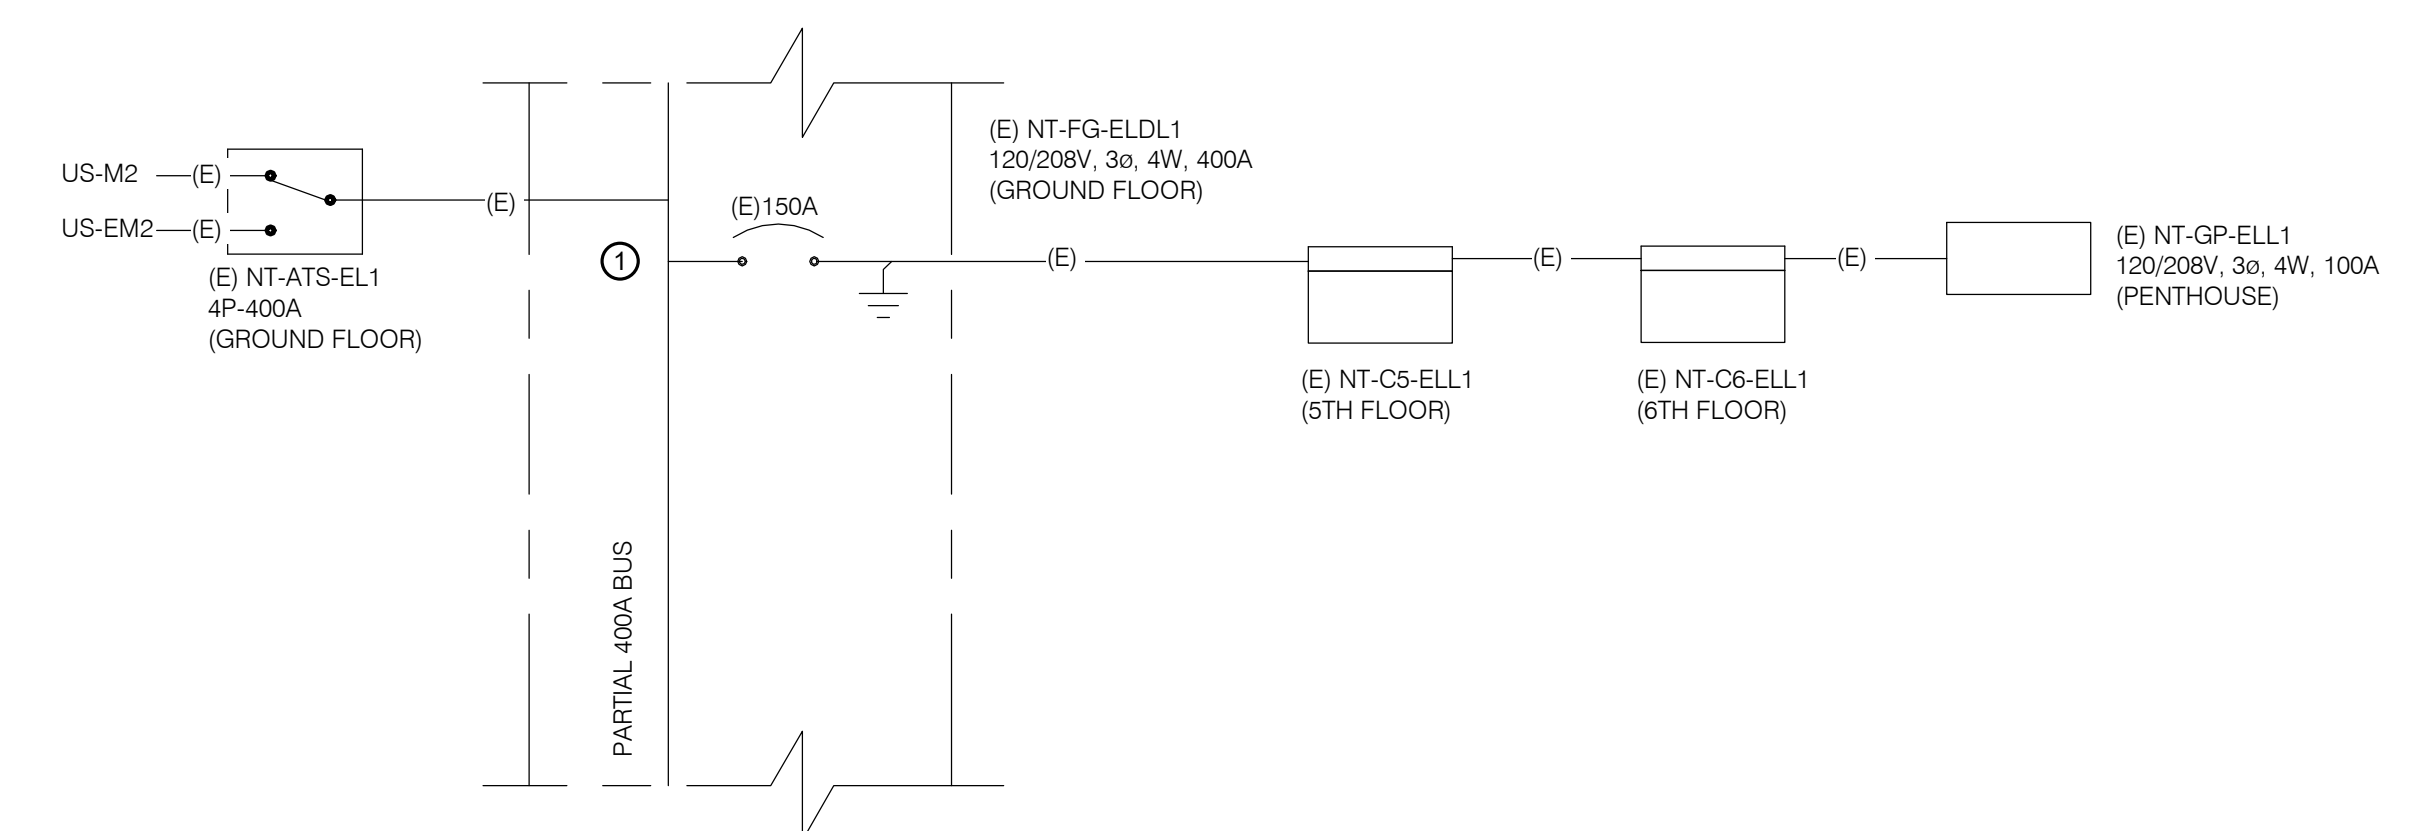 US-M2
(E)
US-EM2
(E)
(E) NT-ATS-EL1
4P-400A
(GROUND FLOOR)
(E)
1
PARTIAL 400A BUS
(E)150A
(E) NT-FG-ELDL1
120/208V, 3ø, 4W, 400A
(GROUND FLOOR)
(E)
(E) NT-C5-ELL1
(5TH FLOOR)
(E)
(E) NT-C6-ELL1
(6TH FLOOR)
(E)
(E) NT-GP-ELL1
120/208V, 3ø, 4W, 100A
(PENTHOUSE)